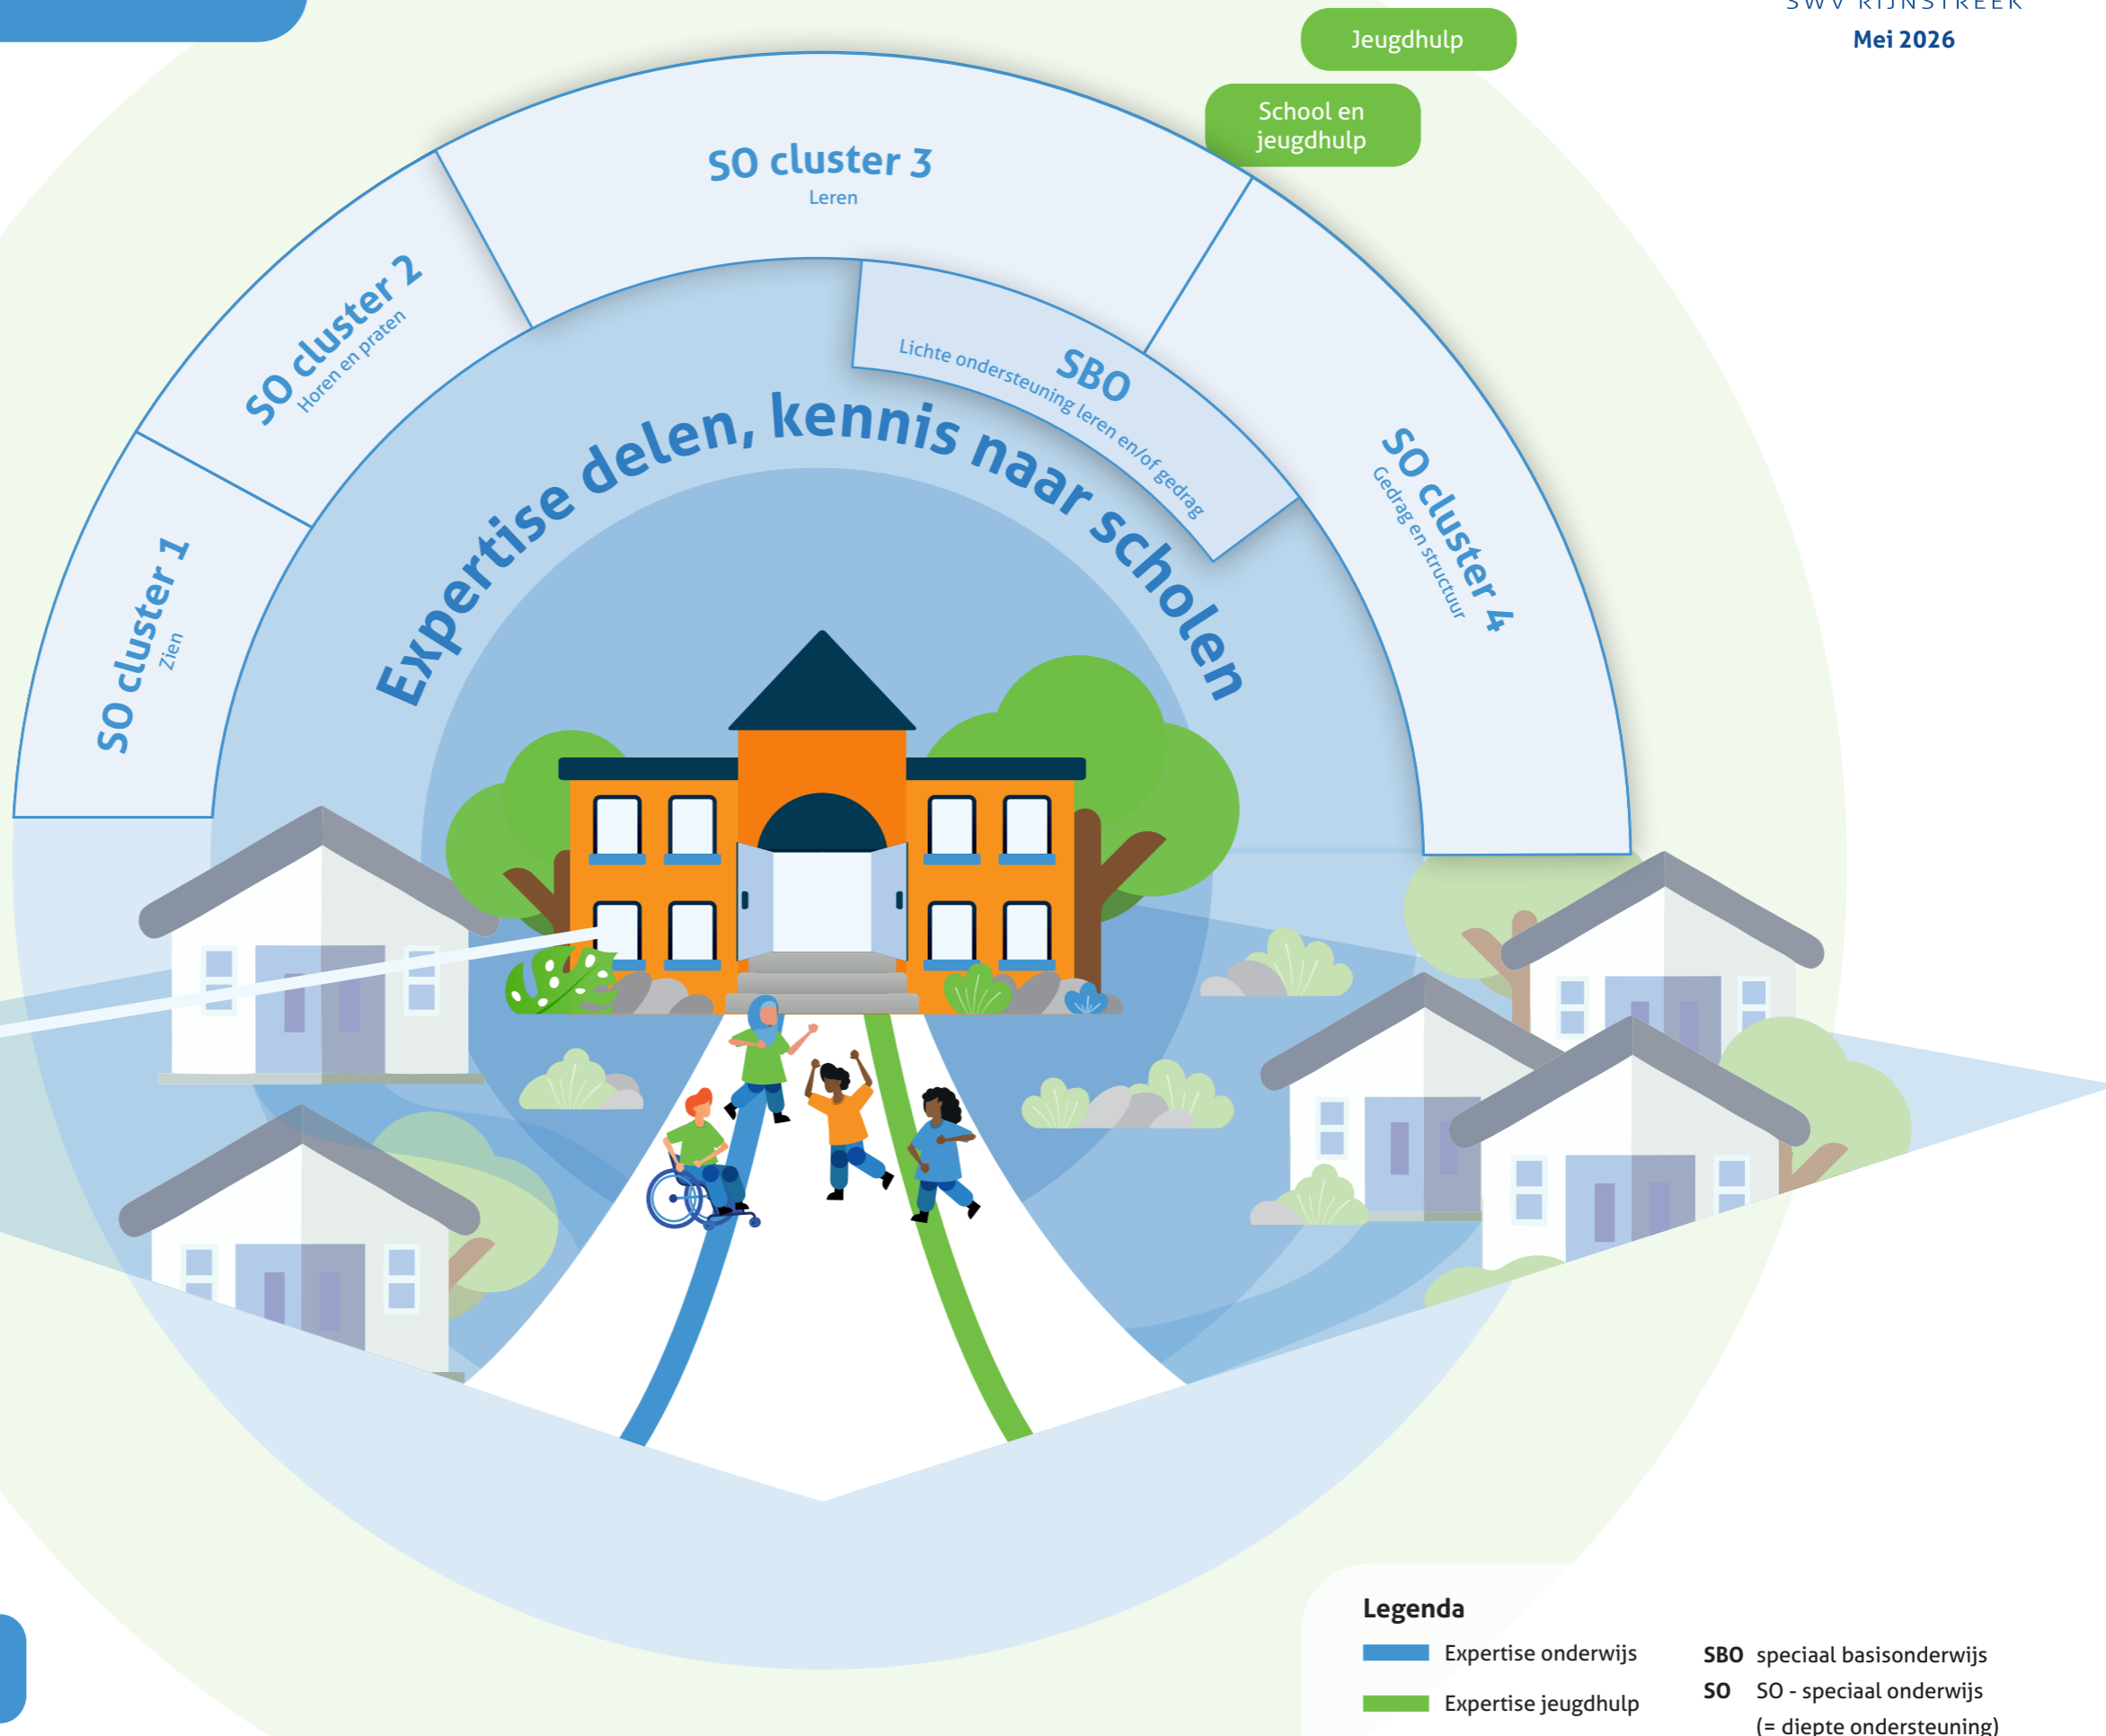 SWV RIJNSTREEK
Mei 2026
Jeugdhulp
School en
jeugdhulp
SO cluster 3
Leren
SO cluster 2
Horen en praten
SBO
Lichte ondersteuning leren en/of gedrag
SO cluster 4
Gedrag en structuur
SO cluster 1
Zien
Expertise delen, kennis naar scholen
Legenda
Expertise onderwijs
Expertise jeugdhulp
SBO speciaal basisonderwijs
SO SO - speciaal onderwijs
(= diepte ondersteuning)